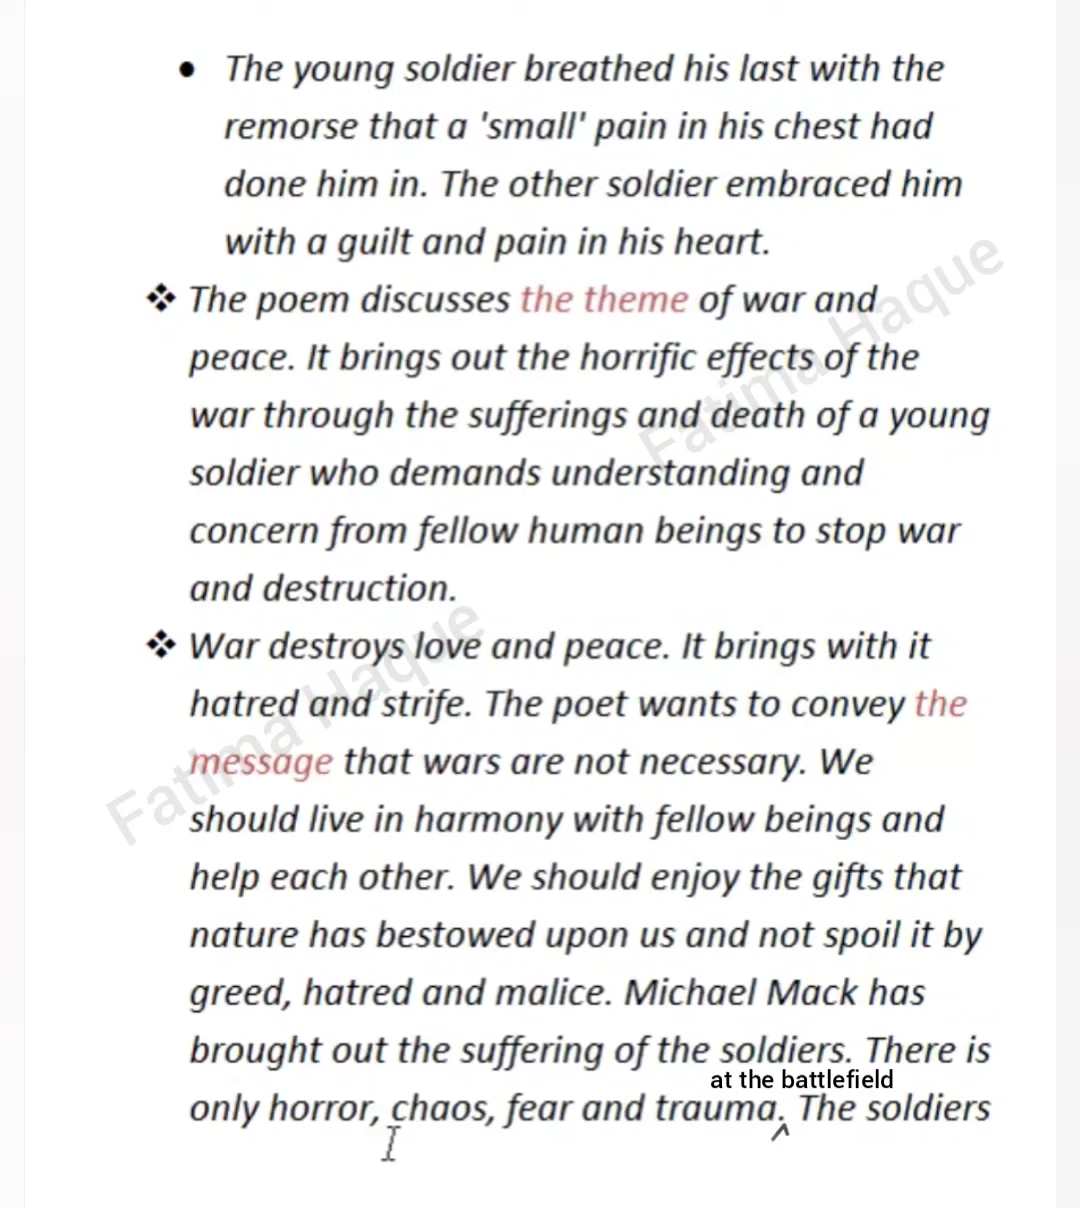 • The young soldier breathed his last with the
remorse that a 'small' pain in his chest had
done him in. The other soldier embraced him
with a guilt and pain in his heart.
❖ The poem discusses the theme of war and
peace. It brings out the horrific effects of the
war through the sufferings and death of a young
soldier who demands understanding and
concern from fellow human beings to stop war
and destruction.
❖ War destroys love and peace. It brings with it
hatred and strife. The poet wants to convey the
message that wars are not necessary. We
should live in harmony with fellow beings and
help each other. We should enjoy the gifts that
nature has bestowed upon us and not spoil it by
greed, hatred and malice. Michael Mack has
brought out the suffering of the soldiers. There is
at the battlefield
only horror, chaos, fear and trauma. The soldiers
Fatima Haque
Fatima Haque